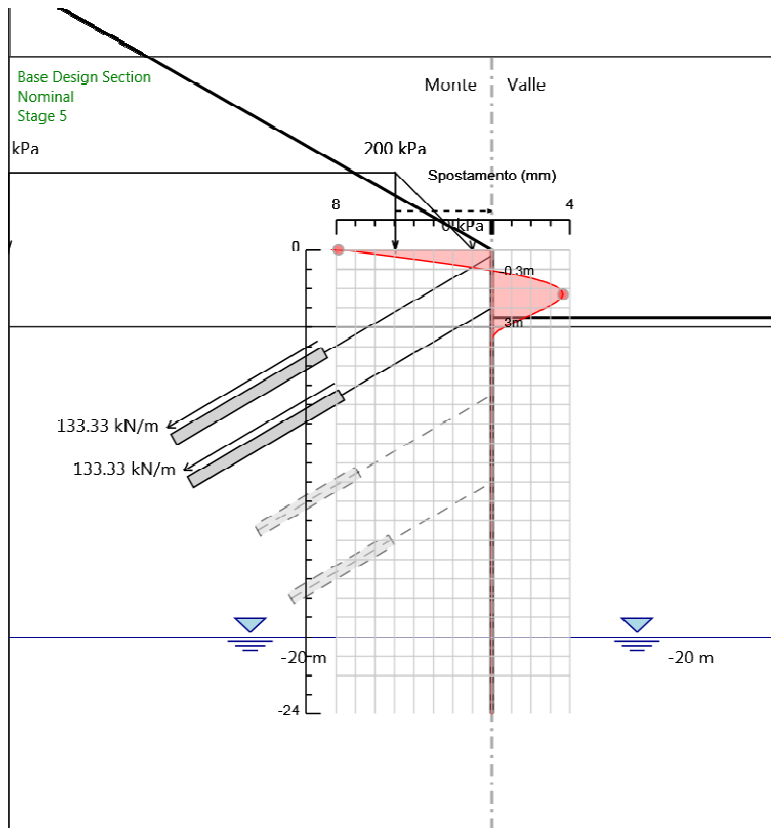 Base Design Section
Nominal
Stage 5
Monte
Valle
kPa
200 kPa
Spostamento (mm)
8
4
0 kPa
0
0.3m
3m
133.33 kN/m
133.33 kN/m
-20 m
-20 m
-24